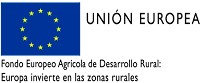 UNIÓN EUROPEA
Fondo Europeo Agrícola de Desarrollo Rural:
Europa invierte en las zonas rurales